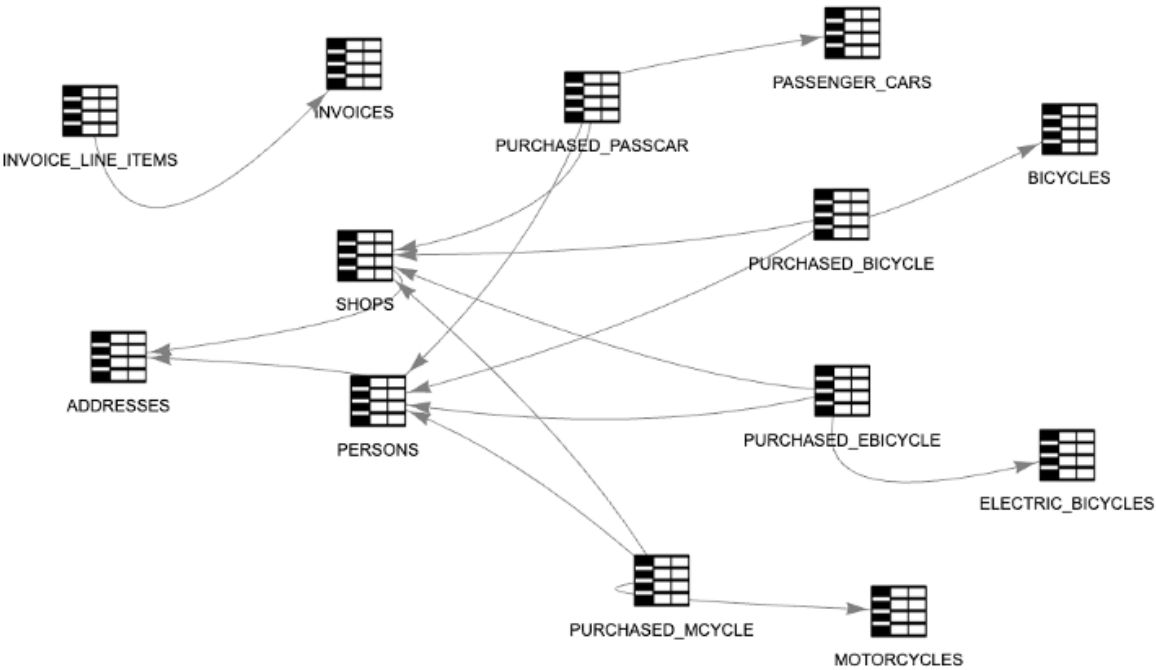 PASSENGER_CARS
INVOICES
PURCHASED_PASSCAR
INVOICE_LINE_ITEMS
BICYCLES
PURCHASED_BICYCLE
SHOPS
ADDRESSES
PERSONS
PURCHASED_EBICYCLE
ELECTRIC_BICYCLES
PURCHASED_MCYCLE
MOTORCYCLES